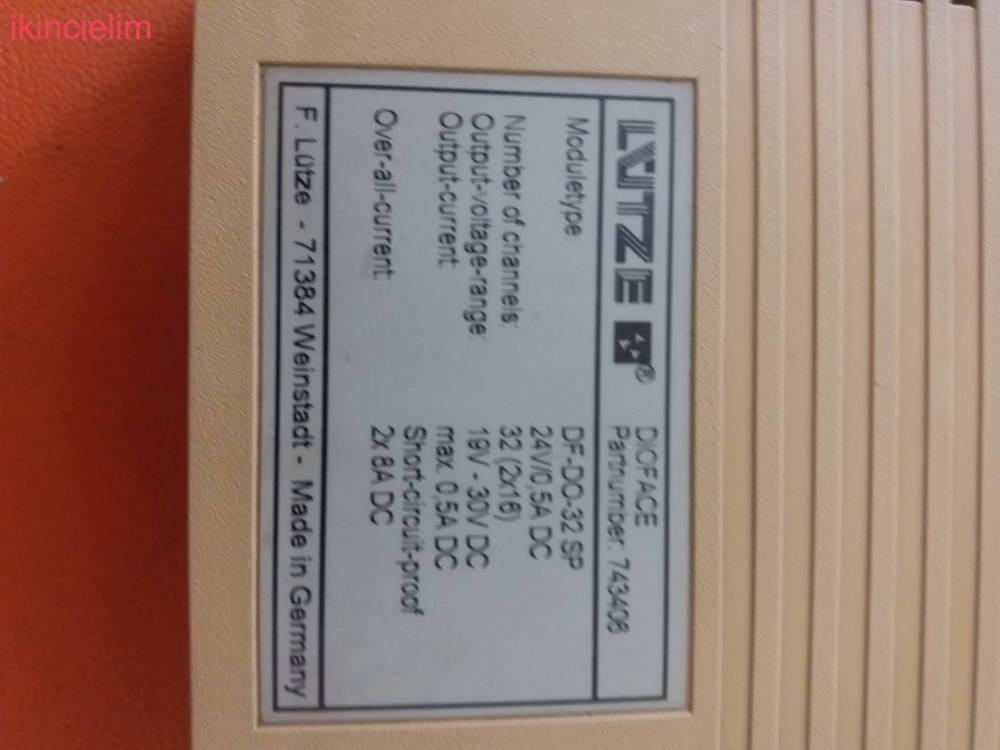 ikincielim
LÜTZE ®
DIOFACE
Partnumber: 743408
Moduletype: DF-DO-32 SP
24V/0,5A DC
Number of channels: 32 (2x16)
Output-voltage-range: 19V - 30V DC
Output-current: max. 0,5A DC
Short-circuit-proof
Over-all-current: 2x 8A DC
F. Lütze - 71384 Weinstadt - Made in Germany